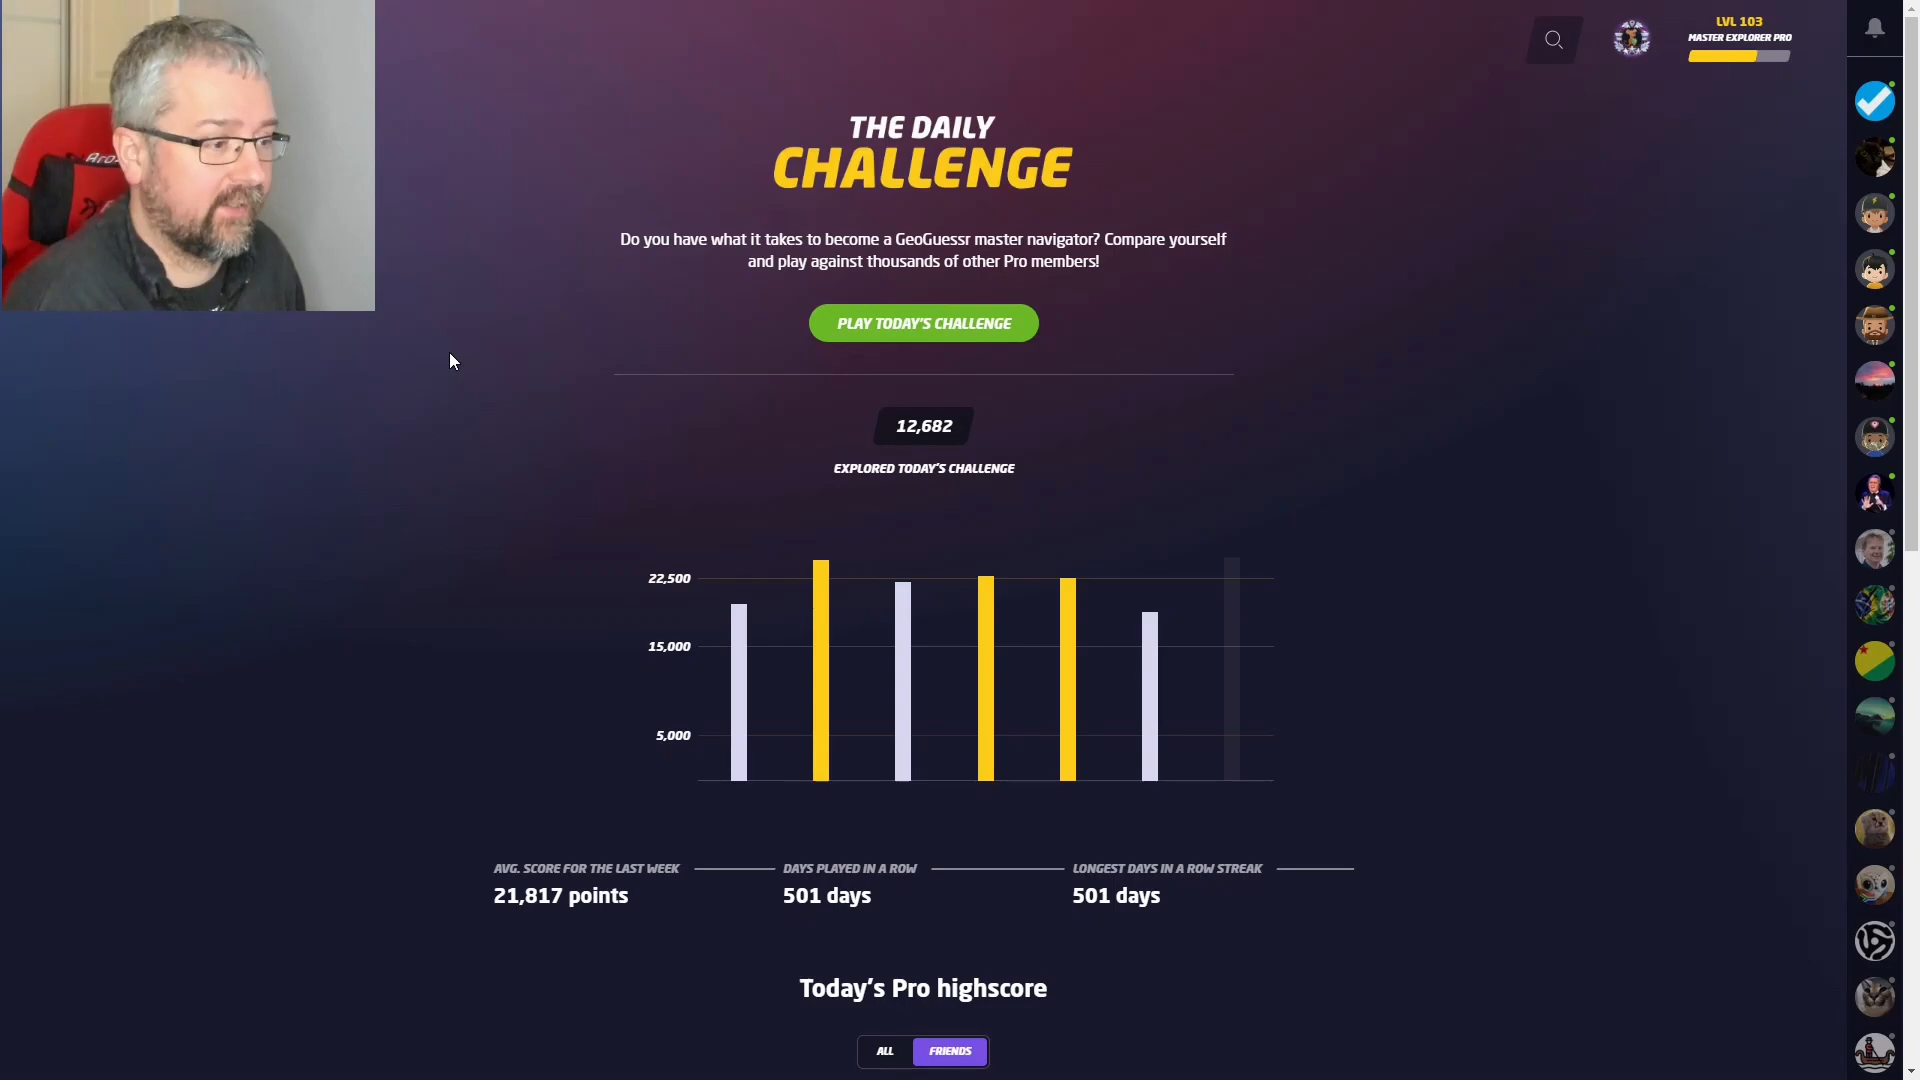 LVL 103
MASTER EXPLORER PRO
THE DAILY
CHALLENGE
Do you have what it takes to become a GeoGuessr master navigator? Compare yourself
and play against thousands of other Pro members!
PLAY TODAY'S CHALLENGE
12,682
EXPLORED TODAY'S CHALLENGE
22,500
15,000
5,000
AVG. SCORE FOR THE LAST WEEK
21,817 points
DAYS PLAYED IN A ROW
501 days
LONGEST DAYS IN A ROW STREAK
501 days
Today's Pro highscore
ALL
FRIENDS